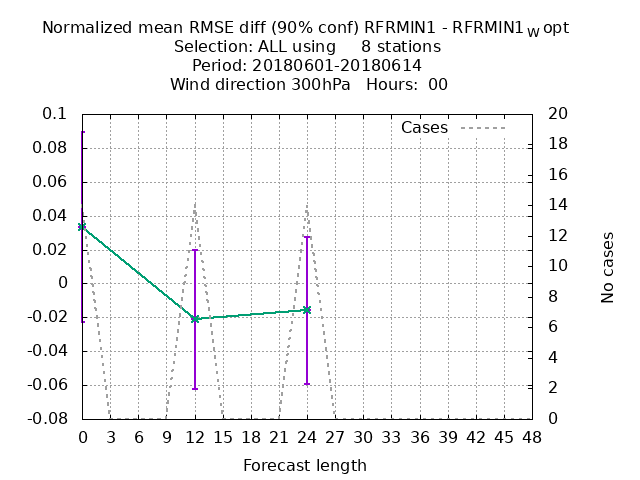 Normalized mean RMSE diff (90% conf) RFRMIN1 - RFRMIN1W opt
Selection: ALL using     8 stations
Period: 20180601-20180614
Wind direction 300hPa   Hours:  00
0.1
0.08
0.06
0.04
0.02
0
-0.02
-0.04
-0.06
-0.08
Cases
20
18
16
14
12
10
8
6
4
2
0
No cases
0 3 6 9 12 15 18 21 24 27 30 33 36 39 42 45 48
Forecast length